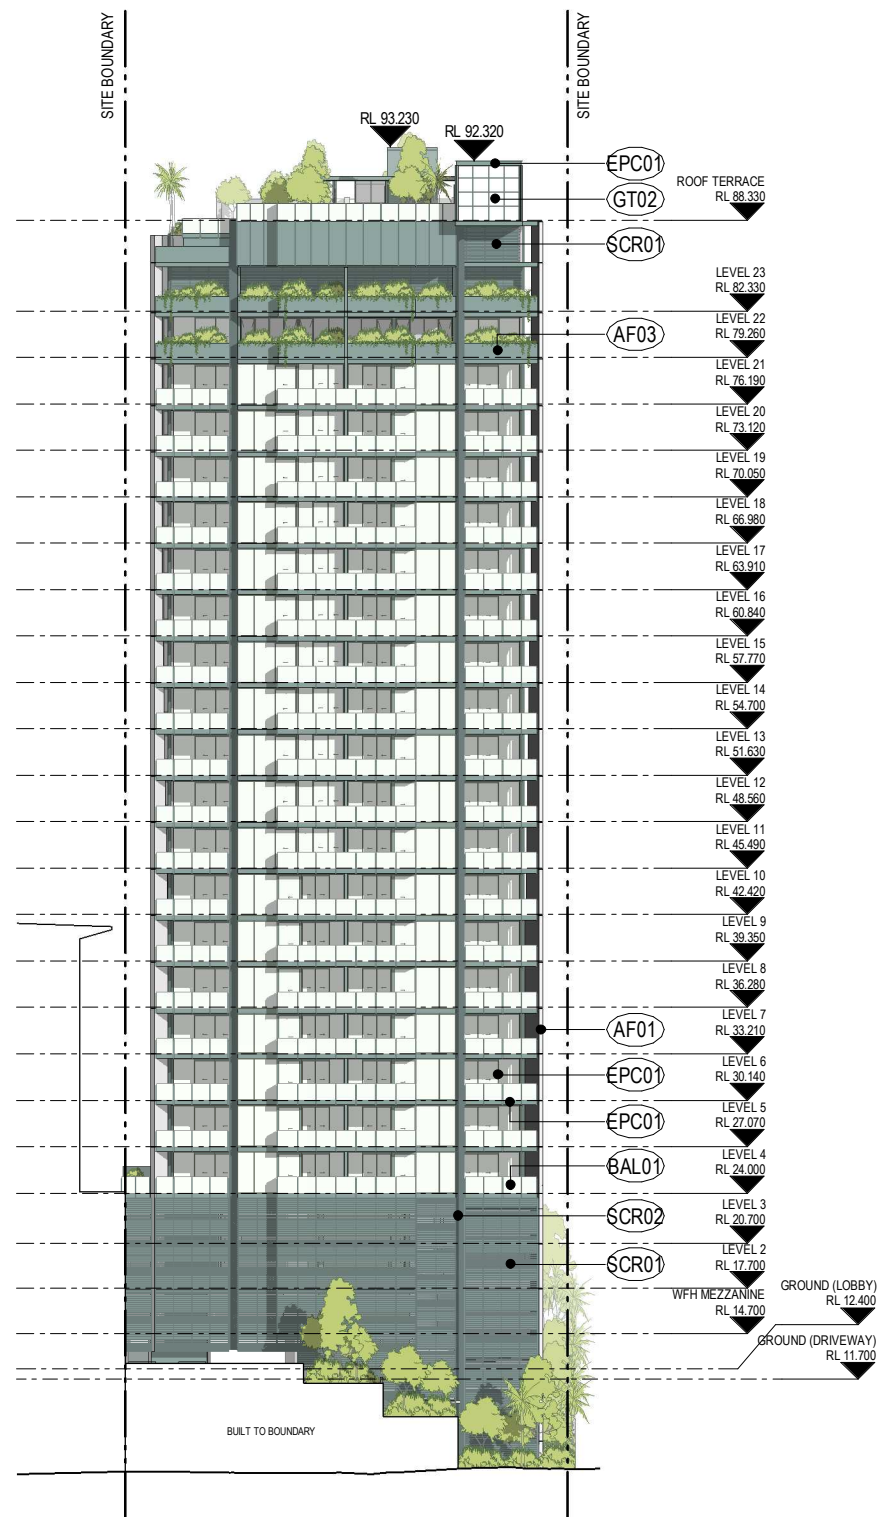 SITE BOUNDARY
SITE BOUNDARY
RL 93.230
RL 92.320
EPC01
ROOF TERRACE
RL 88.330
GT02
SCR01
LEVEL 23
RL 82.330
LEVEL 22
RL 79.260
AF03
LEVEL 21
RL 76.190
LEVEL 20
RL 73.120
LEVEL 19
RL 70.050
LEVEL 18
RL 66.980
LEVEL 17
RL 63.910
LEVEL 16
RL 60.840
LEVEL 15
RL 57.770
LEVEL 14
RL 54.700
LEVEL 13
RL 51.630
LEVEL 12
RL 48.560
LEVEL 11
RL 45.490
LEVEL 10
RL 42.420
LEVEL 9
RL 39.350
LEVEL 8
RL 36.280
LEVEL 7
RL 33.210
AF01
LEVEL 6
RL 30.140
EPC01
LEVEL 5
RL 27.070
EPC01
LEVEL 4
RL 24.000
BAL01
LEVEL 3
RL 20.700
SCR02
LEVEL 2
RL 17.700
SCR01
WFH MEZZANINE
RL 14.700
GROUND (LOBBY)
RL 12.400
GROUND (DRIVEWAY)
RL 11.700
BUILT TO BOUNDARY